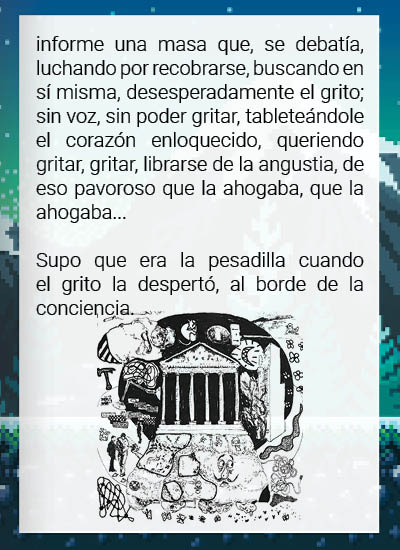 informe una masa que, se debatía,
luchando por recobrarse, buscando en
sí misma, desesperadamente el grito;
sin voz, sin poder gritar, tableteándole
el corazón enloquecido, queriendo
gritar, gritar, librarse de la angustia, de
eso pavoroso que la ahogaba, que la
ahogaba...
Supo que era la pesadilla cuando
el grito la despertó, al borde de la
conciencia.